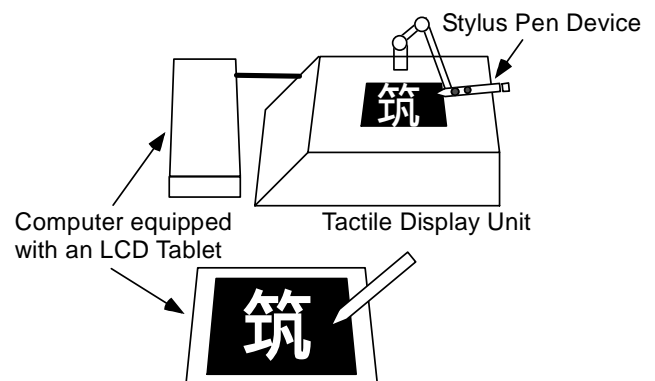 Stylus Pen Device
筑
Computer equipped
with an LCD Tablet
Tactile Display Unit
筑